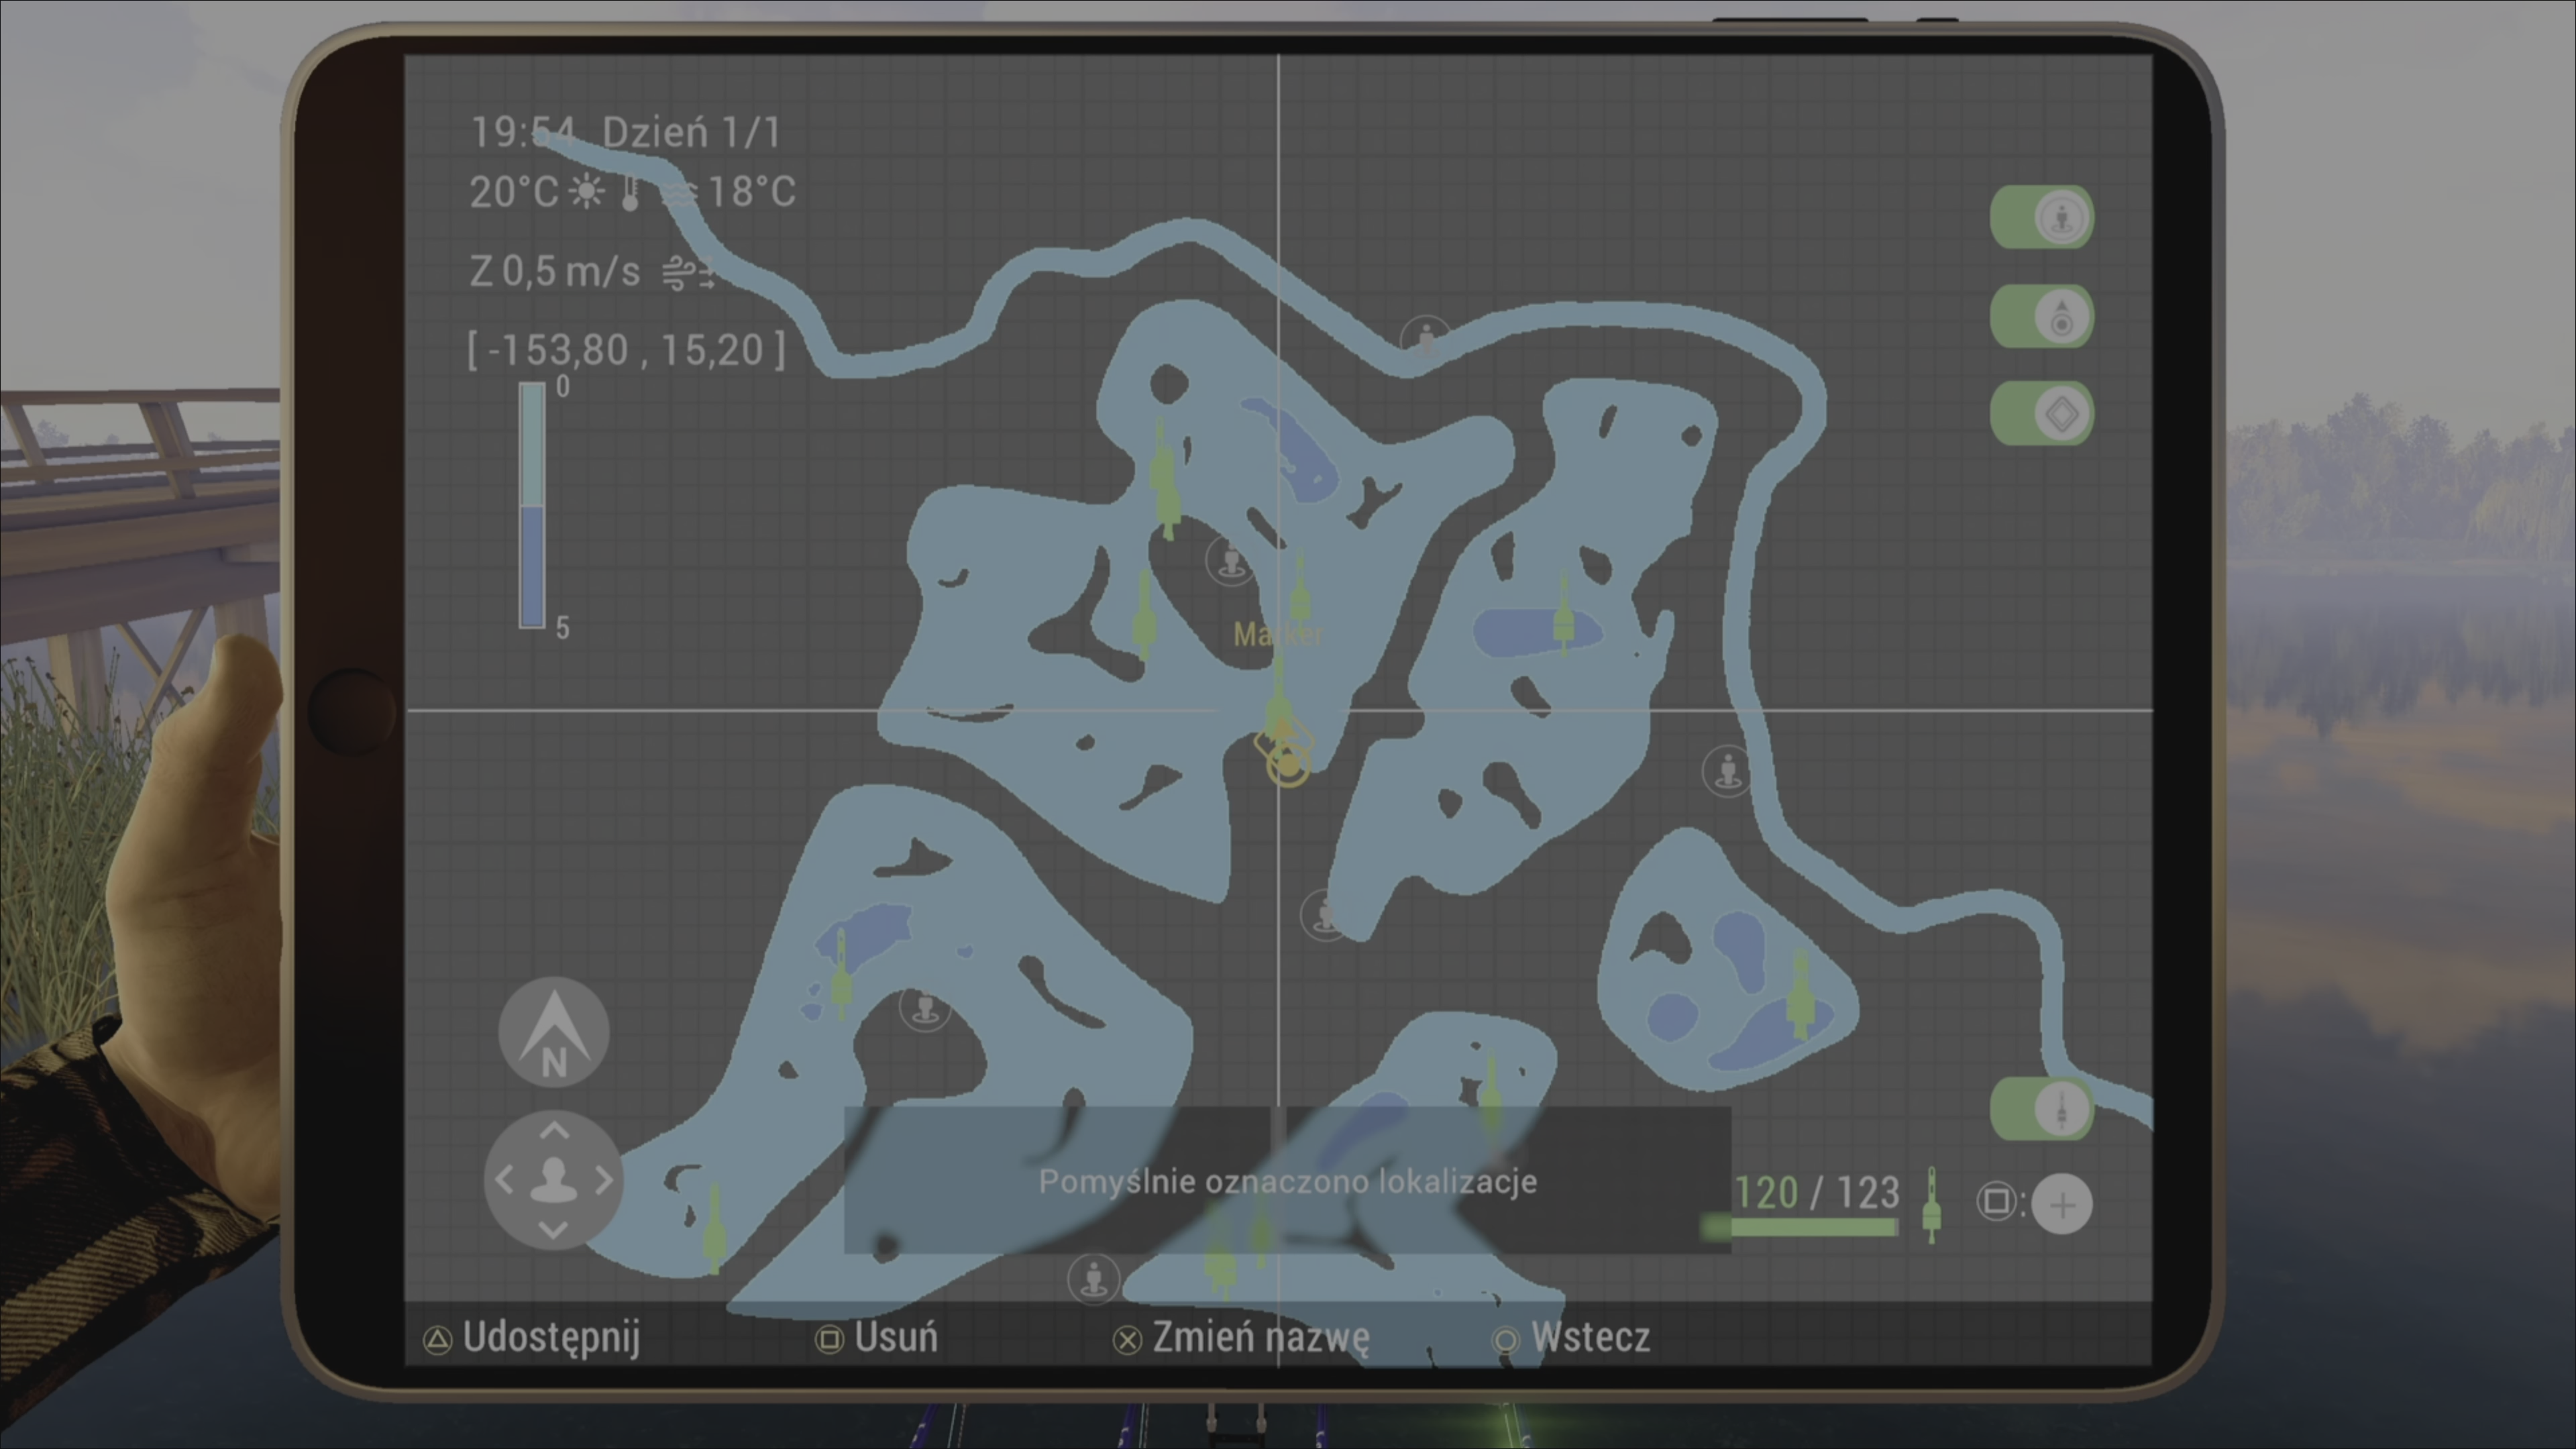 19:54 Dzień 1/1
20°C 18°C
Z 0,5 m/s
[ -153,80 , 15,20 ]
0
5
Marker
N
Pomyślnie oznaczono lokalizacje
120 / 123
:
Udostępnij Usuń Zmień nazwę Wstecz